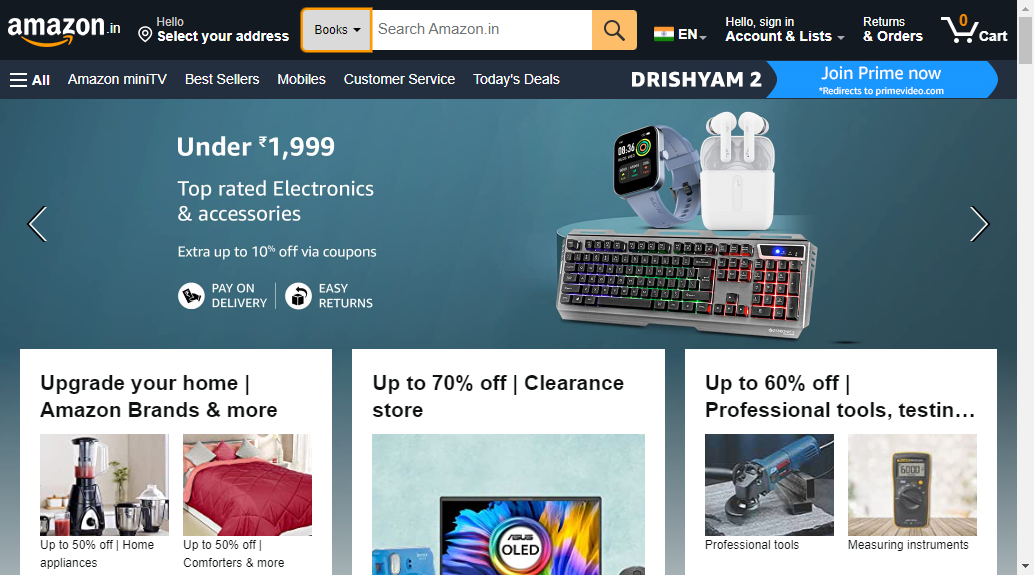 amazon.in
Hello
Select your address
Books
Search Amazon.in
EN
Hello, sign in
Account & Lists
Returns
& Orders
0
Cart
All
Amazon miniTV
Best Sellers
Mobiles
Customer Service
Today's Deals
DRISHYAM 2
Join Prime now
*Redirects to primevideo.com
Under ₹1,999
Top rated Electronics
& accessories
Extra up to 10% off via coupons
PAY ON
DELIVERY
EASY
RETURNS
08:36
Upgrade your home |
Amazon Brands & more
Up to 50% off | Home
appliances
Up to 50% off |
Comforters & more
Up to 70% off | Clearance
store
ASUS
OLED
Up to 60% off |
Professional tools, testin…
6000
Professional tools
Measuring instruments